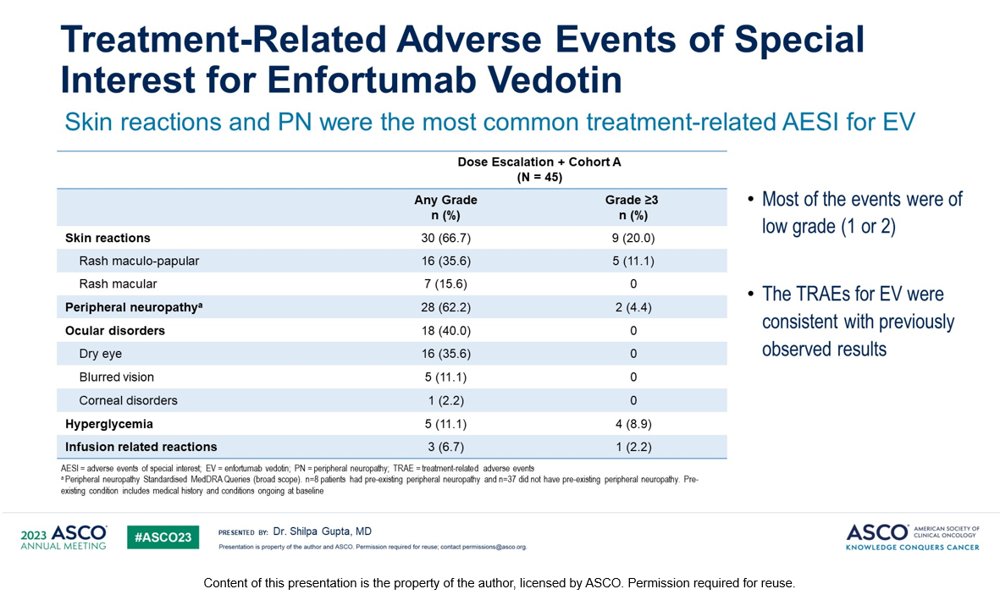 Treatment-Related Adverse Events of Special
Interest for Enfortumab Vedotin
Skin reactions and PN were the most common treatment-related AESI for EV
Dose Escalation + Cohort A
(N = 45)
Any Grade Grade ≥3
n (%) n (%)
Skin reactions 30 (66.7) 9 (20.0)
Rash maculo-papular 16 (35.6) 5 (11.1)
Rash macular 7 (15.6) 0
Peripheral neuropathyᵃ 28 (62.2) 2 (4.4)
Ocular disorders 18 (40.0) 0
Dry eye 16 (35.6) 0
Blurred vision 5 (11.1) 0
Corneal disorders 1 (2.2) 0
Hyperglycemia 5 (11.1) 4 (8.9)
Infusion related reactions 3 (6.7) 1 (2.2)
• Most of the events were of
low grade (1 or 2)
• The TRAEs for EV were
consistent with previously
observed results
AESI = adverse events of special interest; EV = enfortumab vedotin; PN = peripheral neuropathy; TRAE = treatment-related adverse events
ᵃ Peripheral neuropathy Standardised MedDRA Queries (broad scope). n=8 patients had pre-existing peripheral neuropathy and n=37 did not have pre-existing peripheral neuropathy. Pre-
existing condition includes medical history and conditions ongoing at baseline
2023 ASCO®
ANNUAL MEETING
#ASCO23
PRESENTED BY: Dr. Shilpa Gupta, MD
Presentation is property of the author and ASCO. Permission required for reuse; contact permissions@asco.org.
ASCO® AMERICAN SOCIETY OF
CLINICAL ONCOLOGY
KNOWLEDGE CONQUERS CANCER
Content of this presentation is the property of the author, licensed by ASCO. Permission required for reuse.